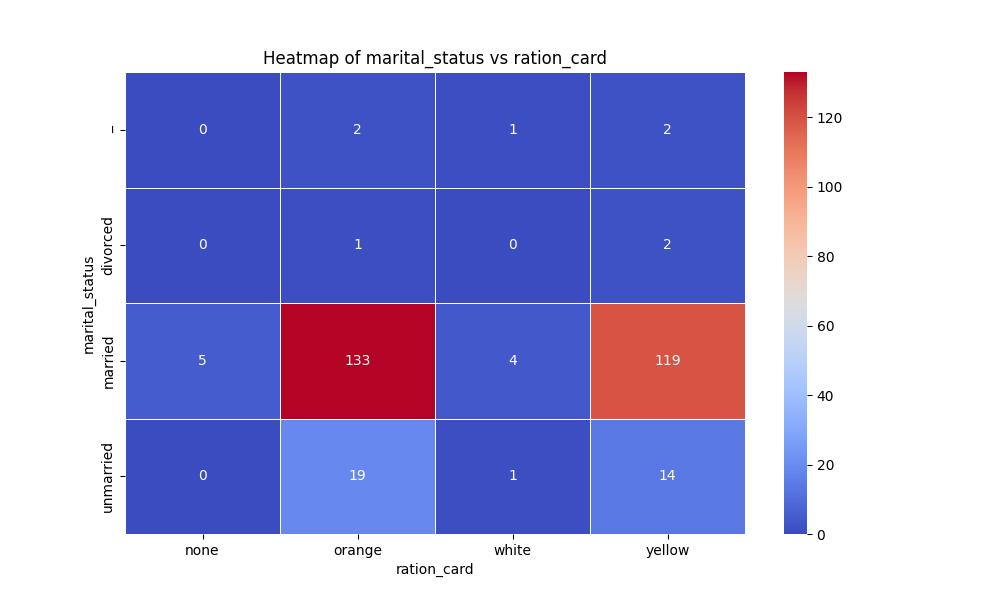 Heatmap of marital_status vs ration_card
marital_status
-
0 2 1 2
divorced
0 1 0 2
married
5 133 4 119
unmarried
0 19 1 14
none orange white yellow
ration_card
120
100
80
60
40
20
0